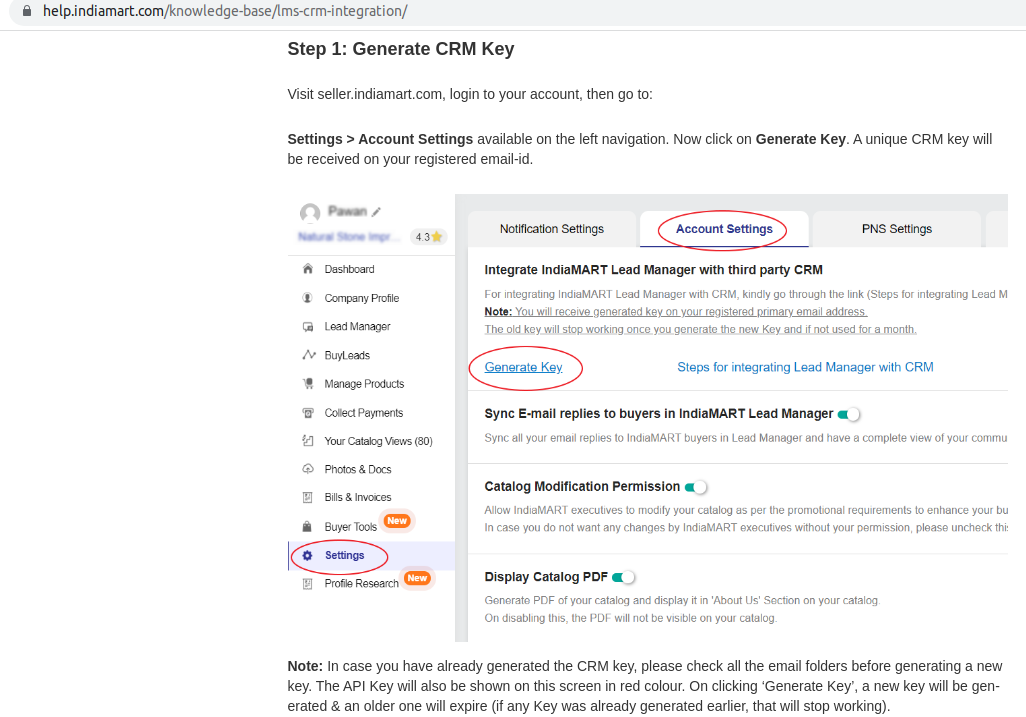 help.indiamart.com/knowledge-base/lms-crm-integration/
Step 1: Generate CRM Key
Visit seller.indiamart.com, login to your account, then go to:
Settings > Account Settings available on the left navigation. Now click on Generate Key. A unique CRM key will
be received on your registered email-id.
Pawan
Natural Stone Impr...
4.3
Dashboard
Company Profile
Lead Manager
BuyLeads
Manage Products
Collect Payments
Your Catalog Views (80)
Photos & Docs
Bills & Invoices
Buyer Tools New
Settings
Profile Research New
Notification Settings
Account Settings
PNS Settings
Integrate IndiaMART Lead Manager with third party CRM
For integrating IndiaMART Lead Manager with CRM, kindly go through the link (Steps for integrating Lead M
Note: You will receive generated key on your registered primary email address.
The old key will stop working once you generate the new Key and if not used for a month.
Generate Key
Steps for integrating Lead Manager with CRM
Sync E-mail replies to buyers in IndiaMART Lead Manager
Sync all your email replies to IndiaMART buyers in Lead Manager and have a complete view of your commu
Catalog Modification Permission
Allow IndiaMART executives to modify your catalog as per the promotional requirements to enhance your bu
In case you do not want any changes by IndiaMART executives without your permission, please uncheck this
Display Catalog PDF
Generate PDF of your catalog and display it in 'About Us' Section on your catalog.
On disabling this, the PDF will not be visible on your catalog.
Note: In case you have already generated the CRM key, please check all the email folders before generating a new
key. The API Key will also be shown on this screen in red colour. On clicking ‘Generate Key’, a new key will be gen-
erated & an older one will expire (if any Key was already generated earlier, that will stop working).